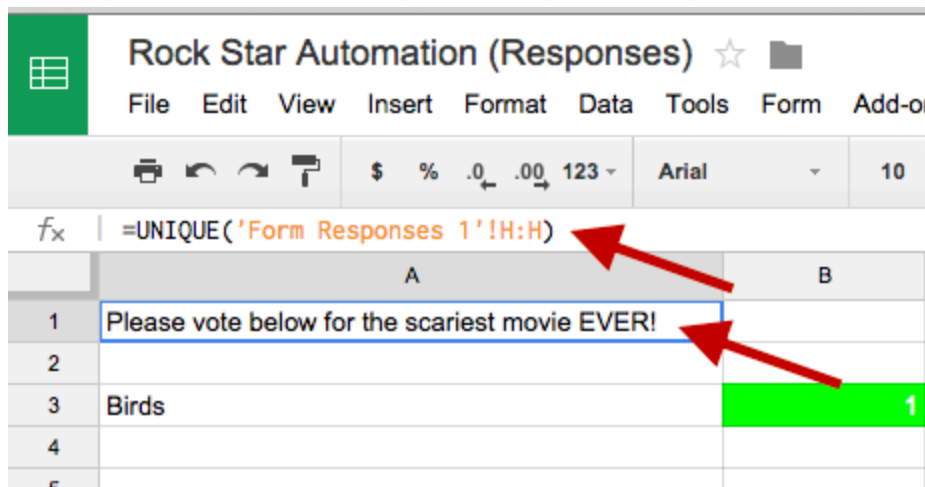 Rock Star Automation (Responses)
File Edit View Insert Format Data Tools Form
$ % .0 .00 123 Arial 10
fx =UNIQUE('Form Responses 1'!H:H)
A B
1 Please vote below for the scariest movie EVER!
2
3 Birds 1
4